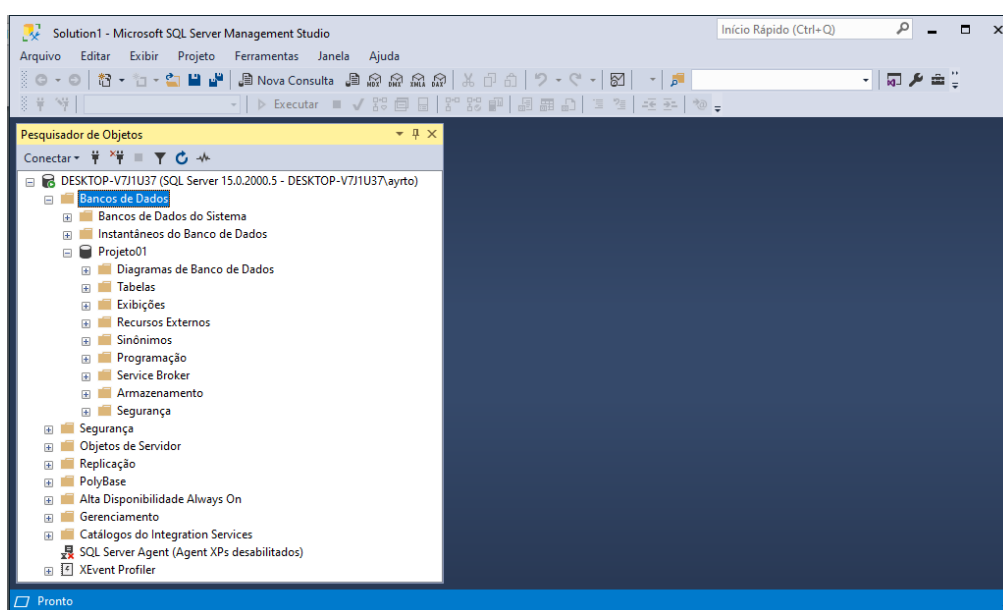 Solution1 - Microsoft SQL Server Management Studio
Início Rápido (Ctrl+Q)
Arquivo Editar Exibir Projeto Ferramentas Janela Ajuda
Nova Consulta MDX DMX XMLA DAX
Executar
Pesquisador de Objetos
Conectar
DESKTOP-V7J1U37 (SQL Server 15.0.2000.5 - DESKTOP-V7J1U37\ayrto)
Bancos de Dados
Bancos de Dados do Sistema
Instantâneos do Banco de Dados
Projeto01
Diagramas de Banco de Dados
Tabelas
Exibições
Recursos Externos
Sinônimos
Programação
Service Broker
Armazenamento
Segurança
Segurança
Objetos de Servidor
Replicação
PolyBase
Alta Disponibilidade Always On
Gerenciamento
Catálogos do Integration Services
SQL Server Agent (Agent XPs desabilitados)
XEvent Profiler
Pronto